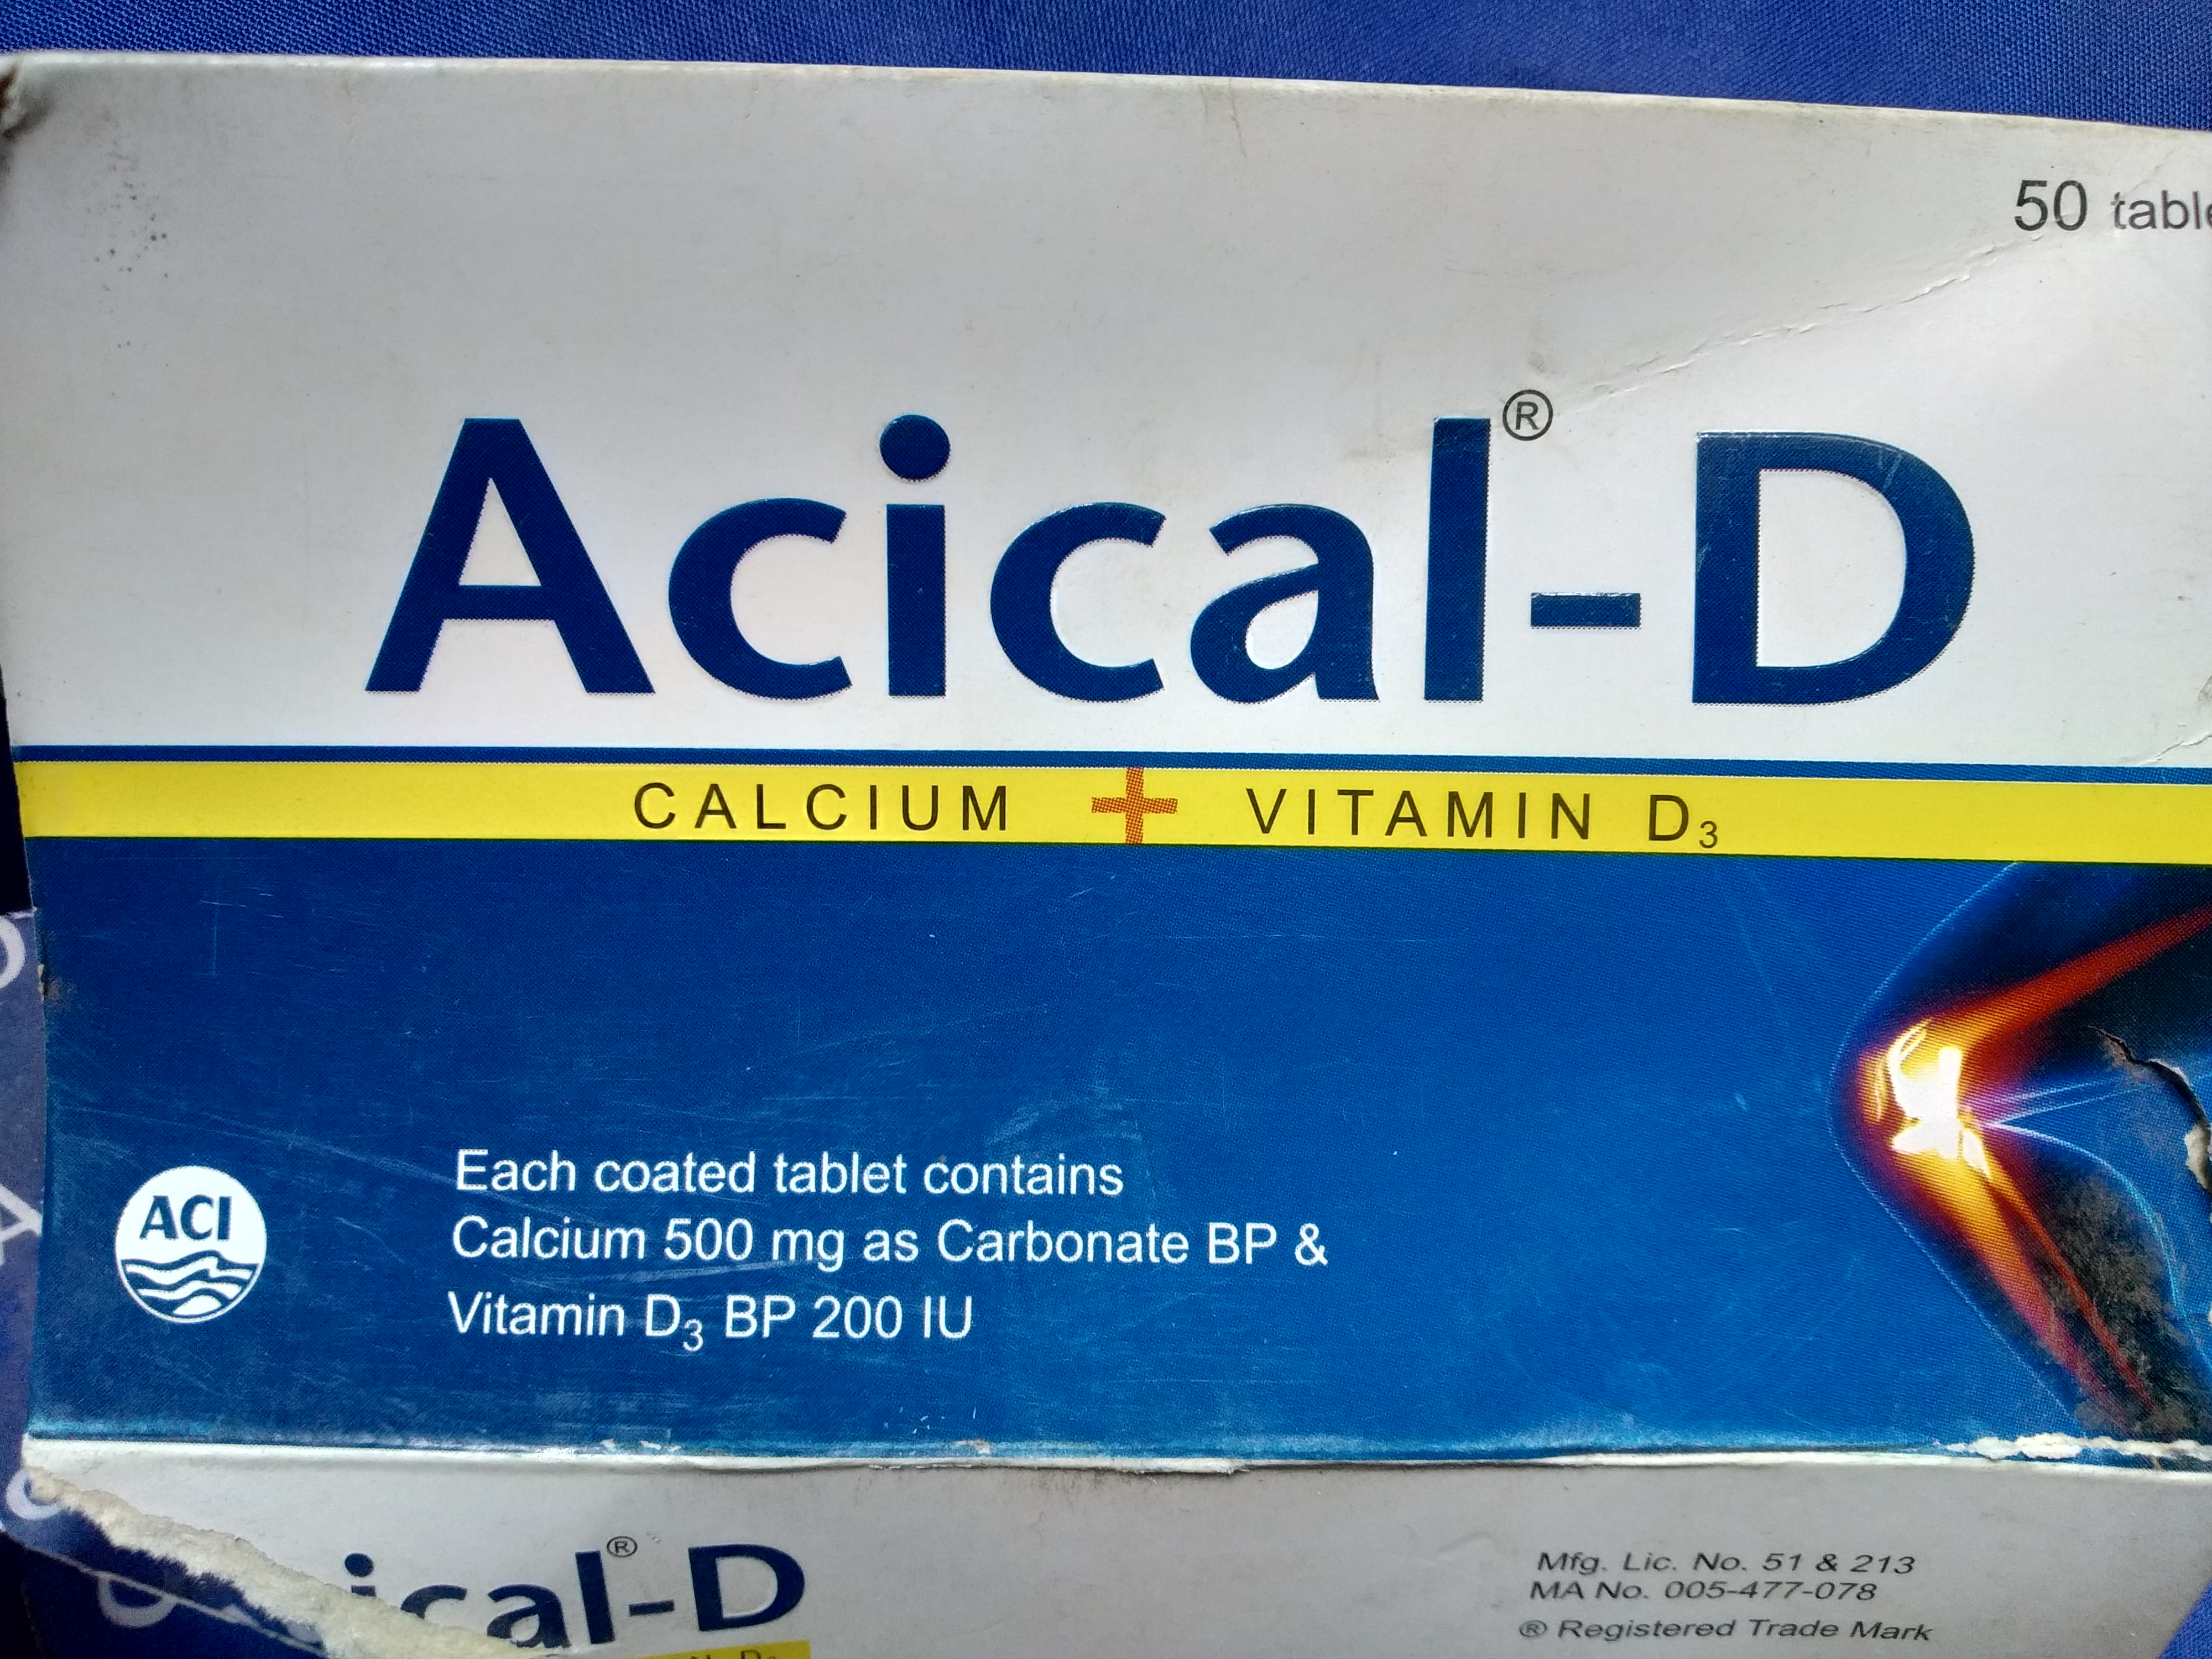 50
Acical®-D
CALCIUM + VITAMIN D₃
Each coated tablet contains
Calcium 500 mg as Carbonate BP &
Vitamin D₃ BP 200 IU
ACI
ical®-D
Mfg. Lic. No. 51 & 213
MA No. 005-477-078
® Registered Trade Mark